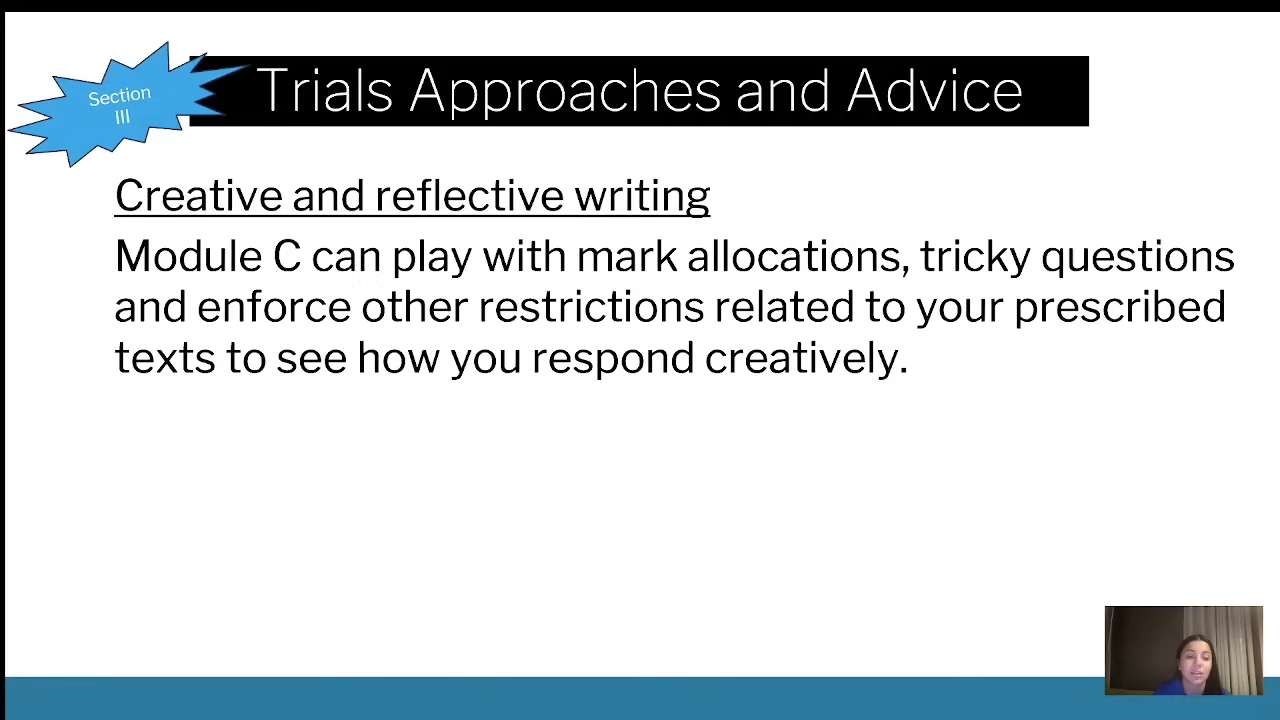 Section
III
Trials Approaches and Advice
Creative and reflective writing
Module C can play with mark allocations, tricky questions
and enforce other restrictions related to your prescribed
texts to see how you respond creatively.